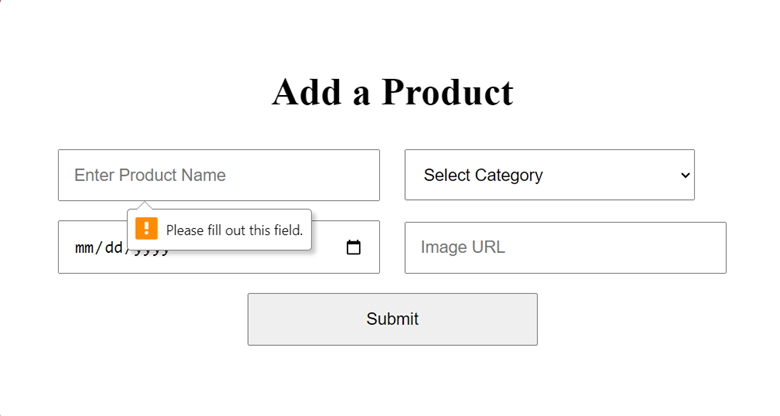 Add a Product
Enter Product Name
Select Category
Please fill out this field.
mm/dd/yyyy
Image URL
Submit